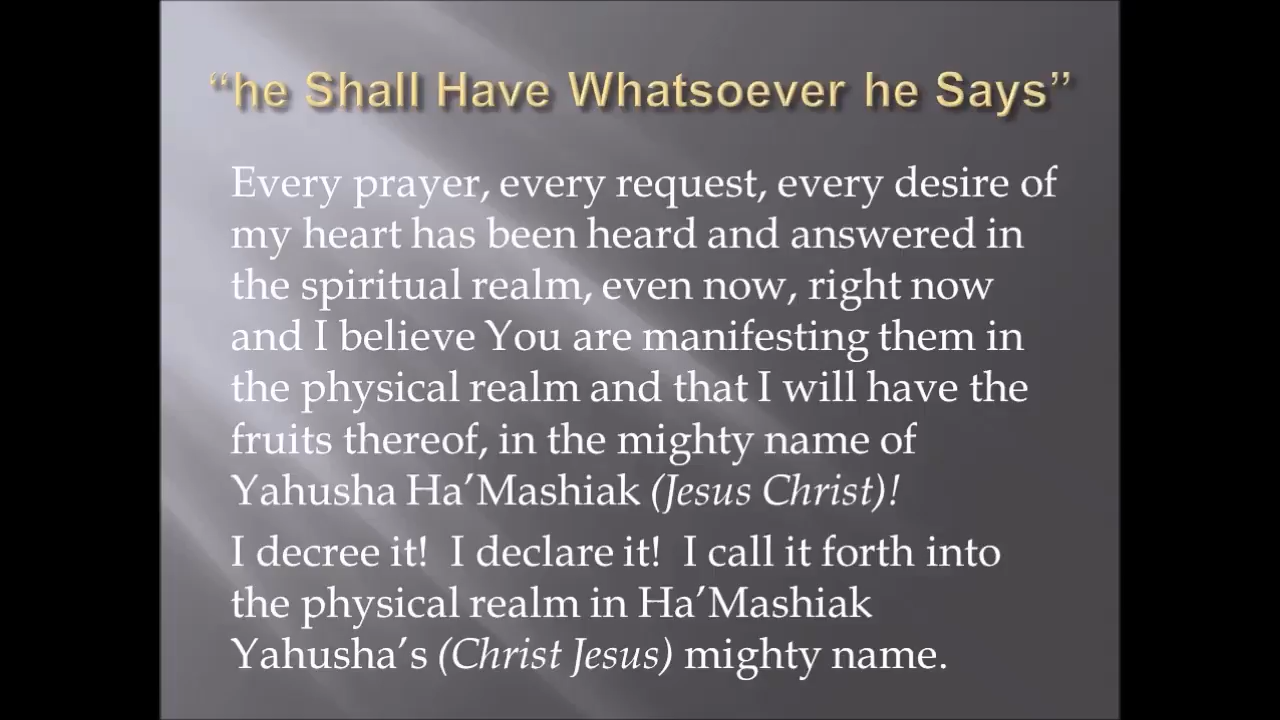 “he Shall Have Whatsoever he Says”
Every prayer, every request, every desire of
my heart has been heard and answered in
the spiritual realm, even now, right now
and I believe You are manifesting them in
the physical realm and that I will have the
fruits thereof, in the mighty name of
Yahusha Ha’Mashiak (Jesus Christ)!
I decree it!  I declare it!  I call it forth into
the physical realm in Ha’Mashiak
Yahusha’s (Christ Jesus) mighty name.